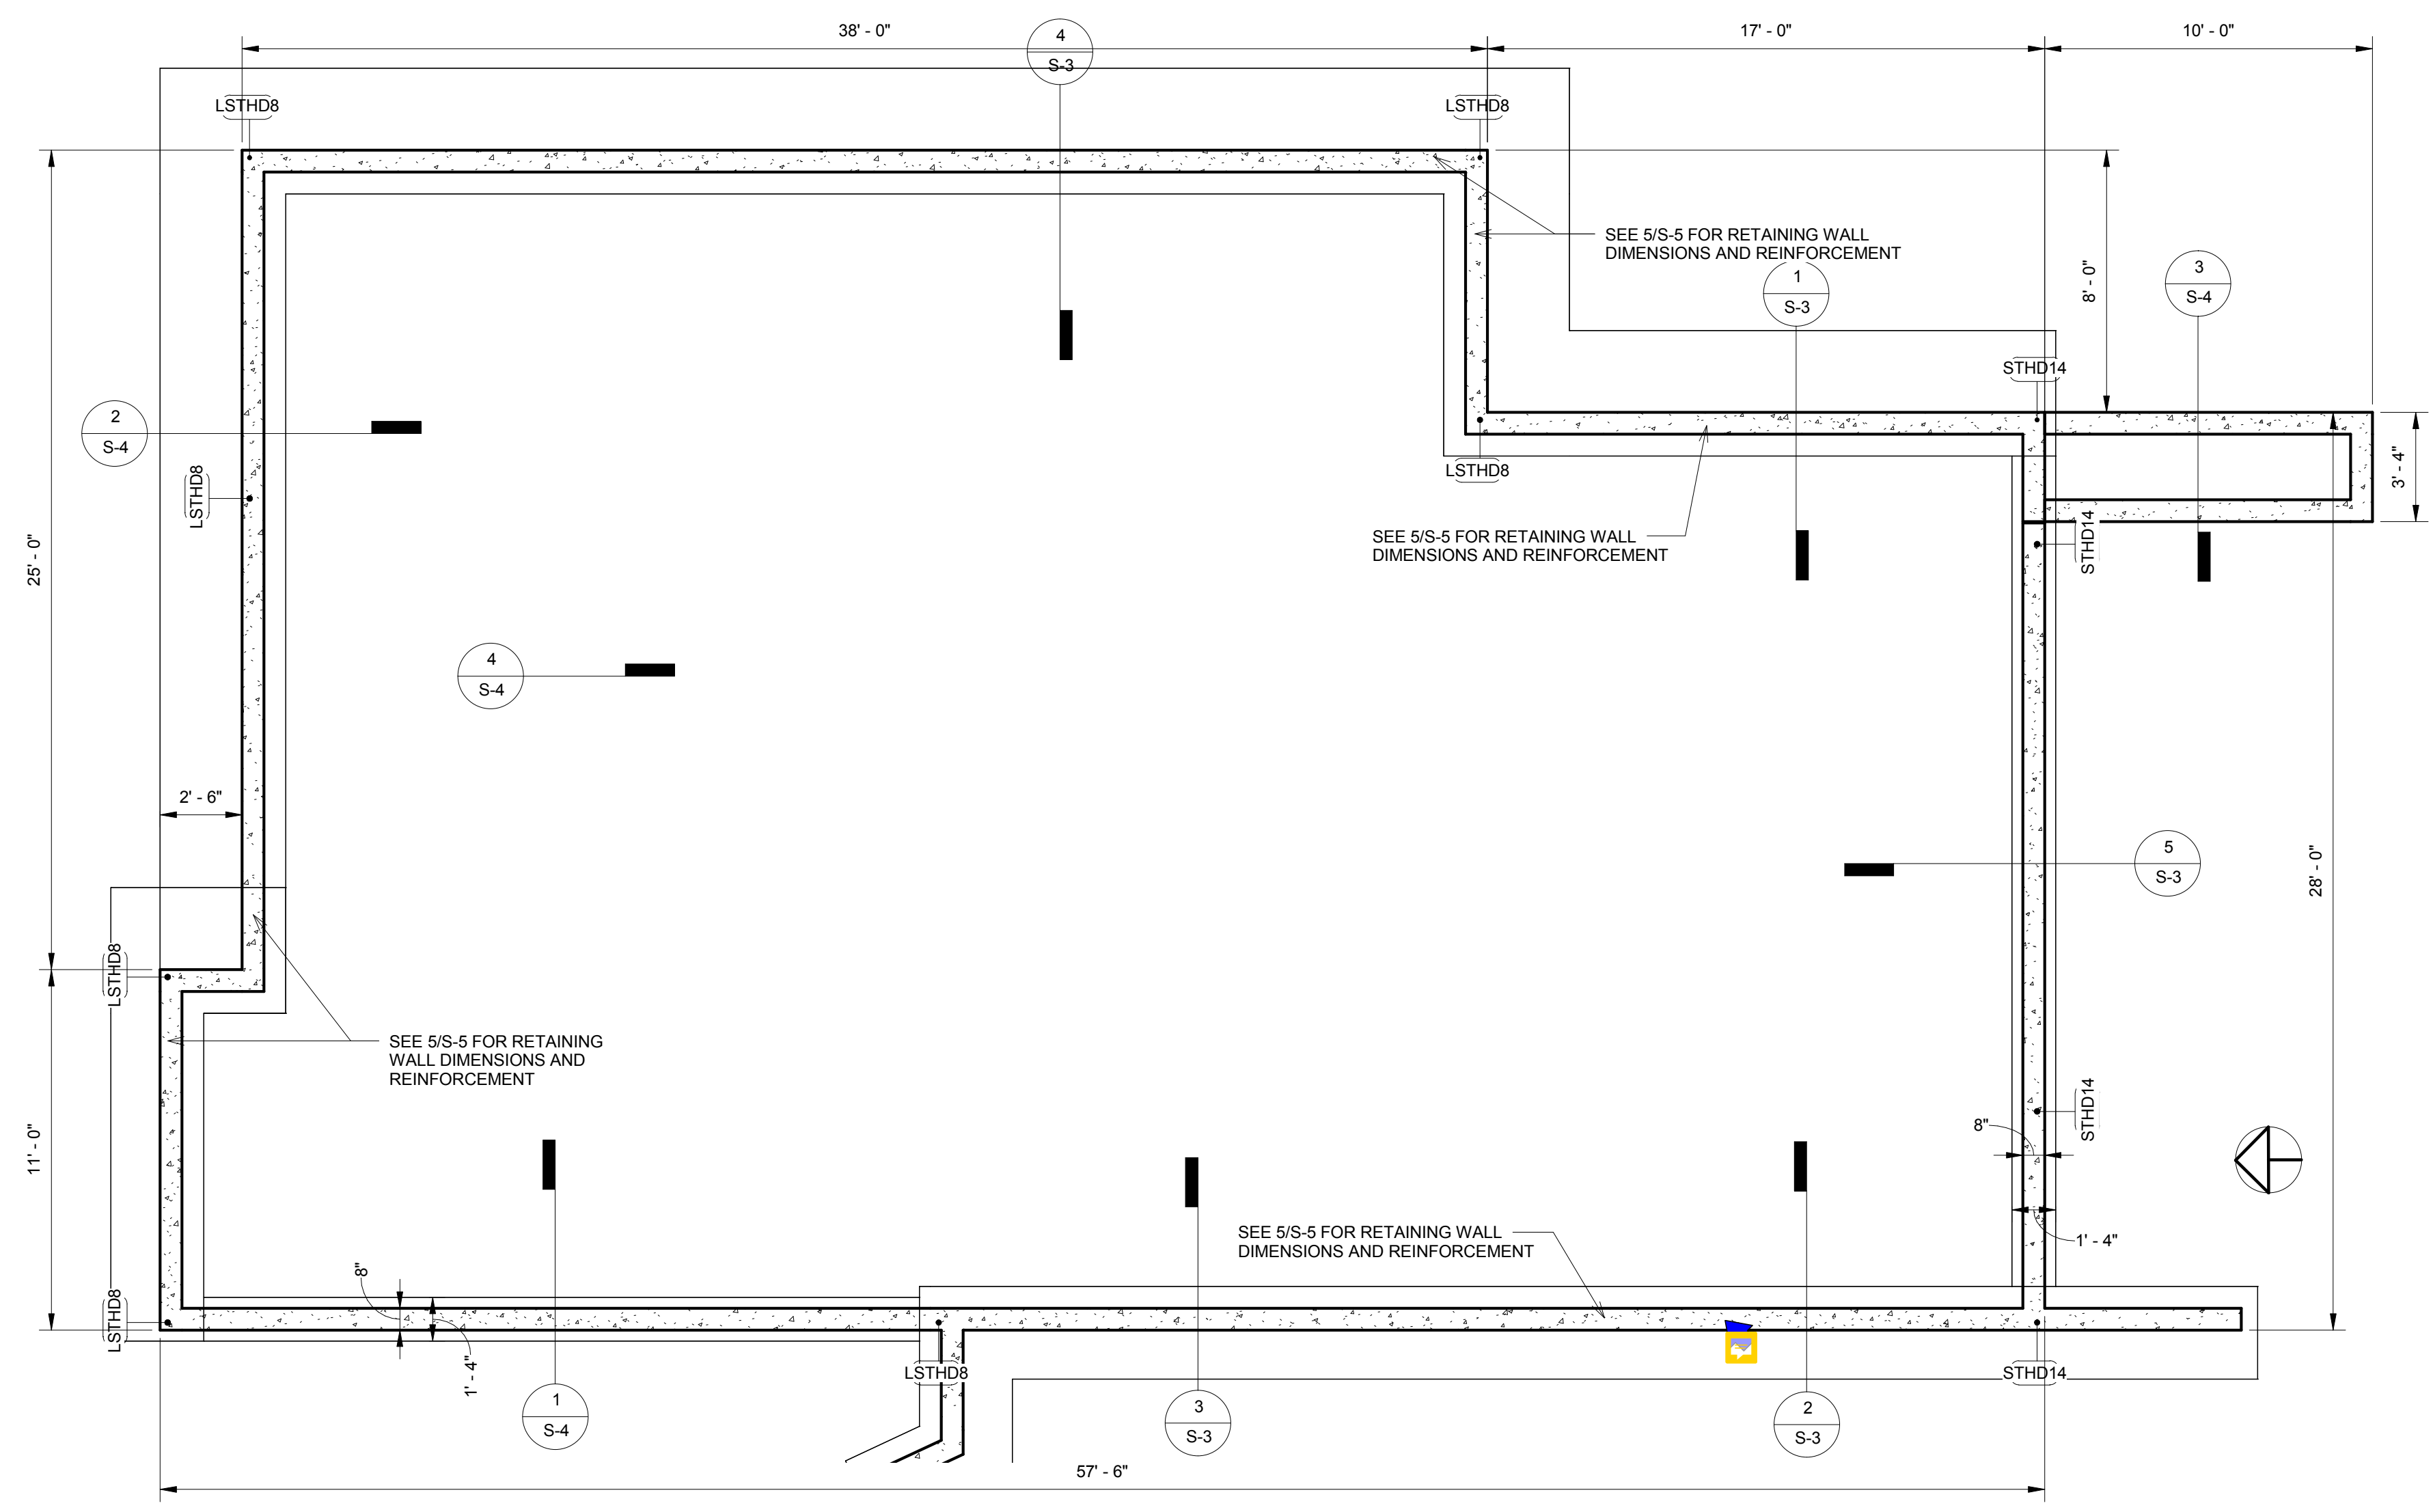 38' - 0"
17' - 0"
10' - 0"
4
S-3
LSTHD8
LSTHD8
SEE 5/S-5 FOR RETAINING WALL
DIMENSIONS AND REINFORCEMENT
1
S-3
8' - 0"
3
S-4
STHD14
2
S-4
LSTHD8
LSTHD8
3' - 4"
SEE 5/S-5 FOR RETAINING WALL
DIMENSIONS AND REINFORCEMENT
STHD14
25' - 0"
4
S-4
2' - 6"
5
S-3
28' - 0"
LSTHD8
SEE 5/S-5 FOR RETAINING
WALL DIMENSIONS AND
REINFORCEMENT
11' - 0"
STHD14
8"
SEE 5/S-5 FOR RETAINING WALL
DIMENSIONS AND REINFORCEMENT
1' - 4"
8"
LSTHD8
1' - 4"
LSTHD8
STHD14
1
S-4
3
S-3
2
S-3
57' - 6"